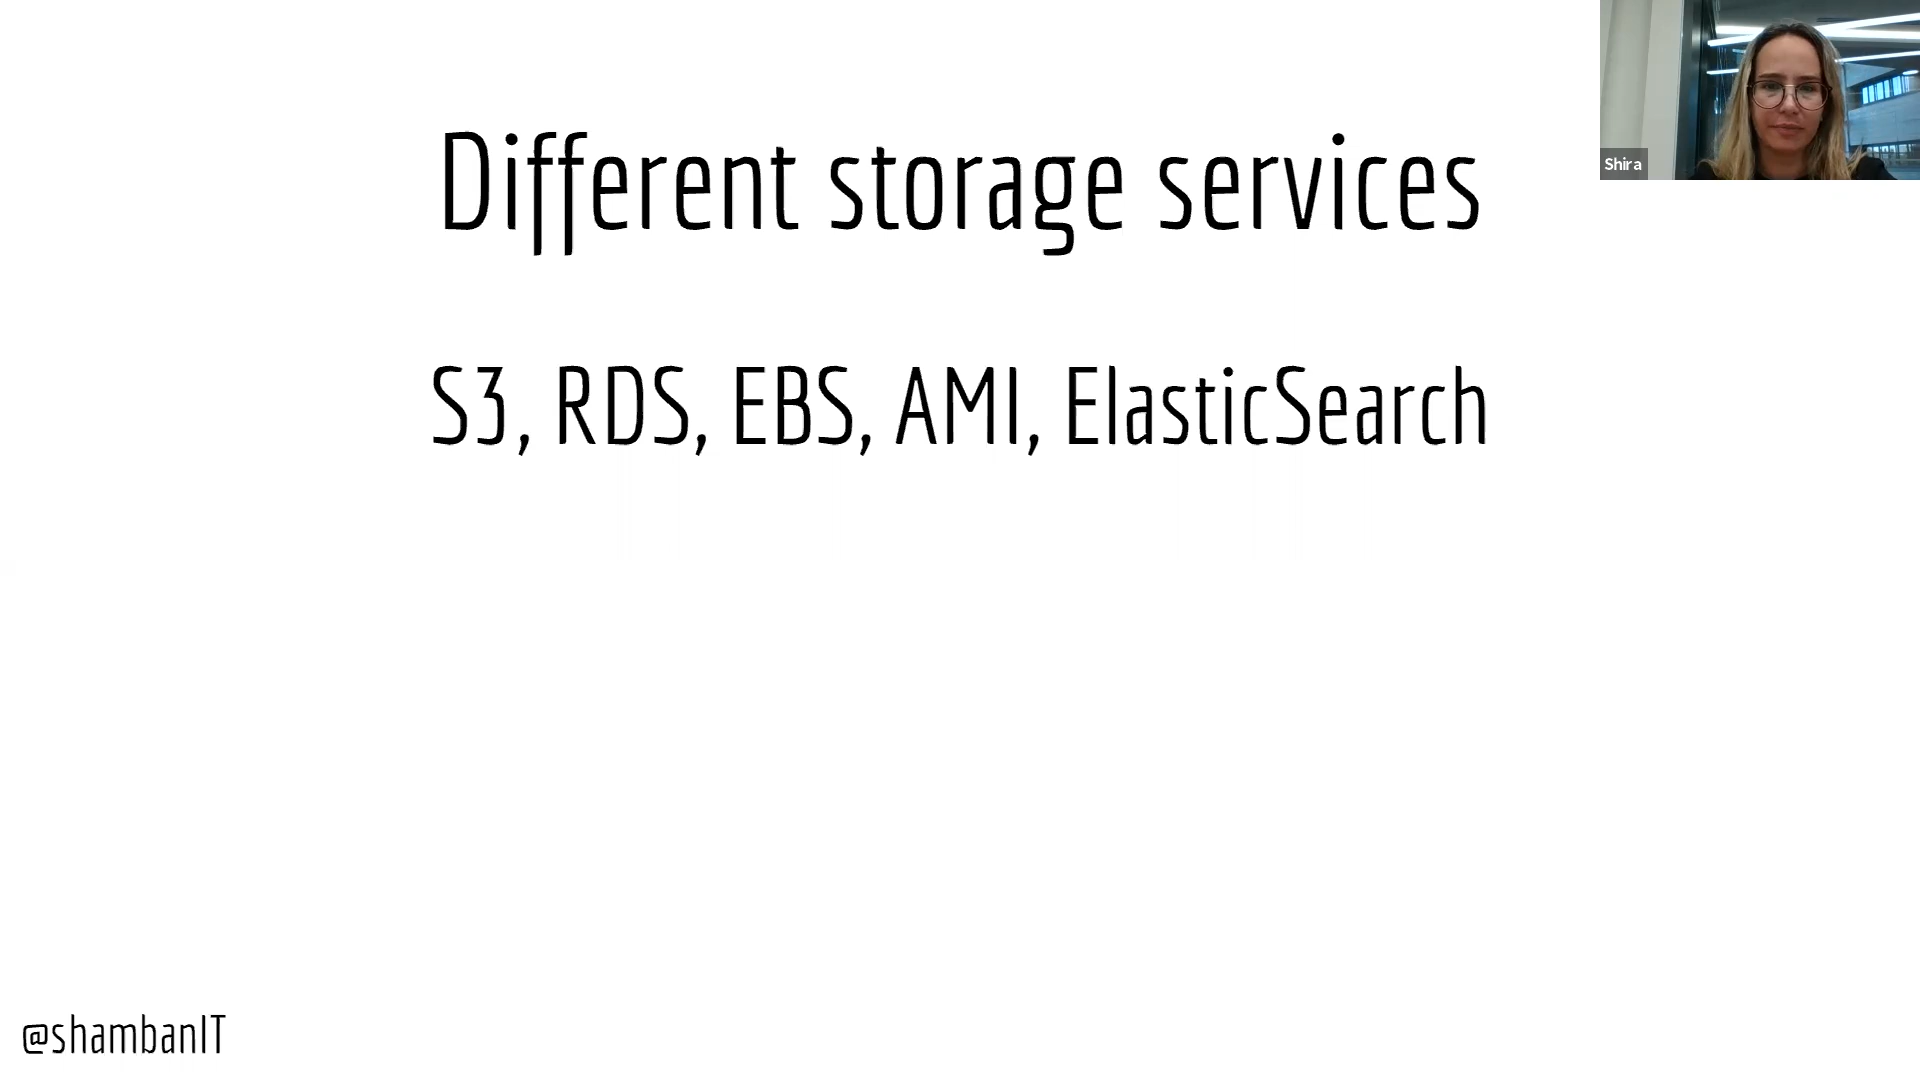 Different storage services
S3, RDS, EBS, AMI, ElasticSearch
Shira
@shambanIT